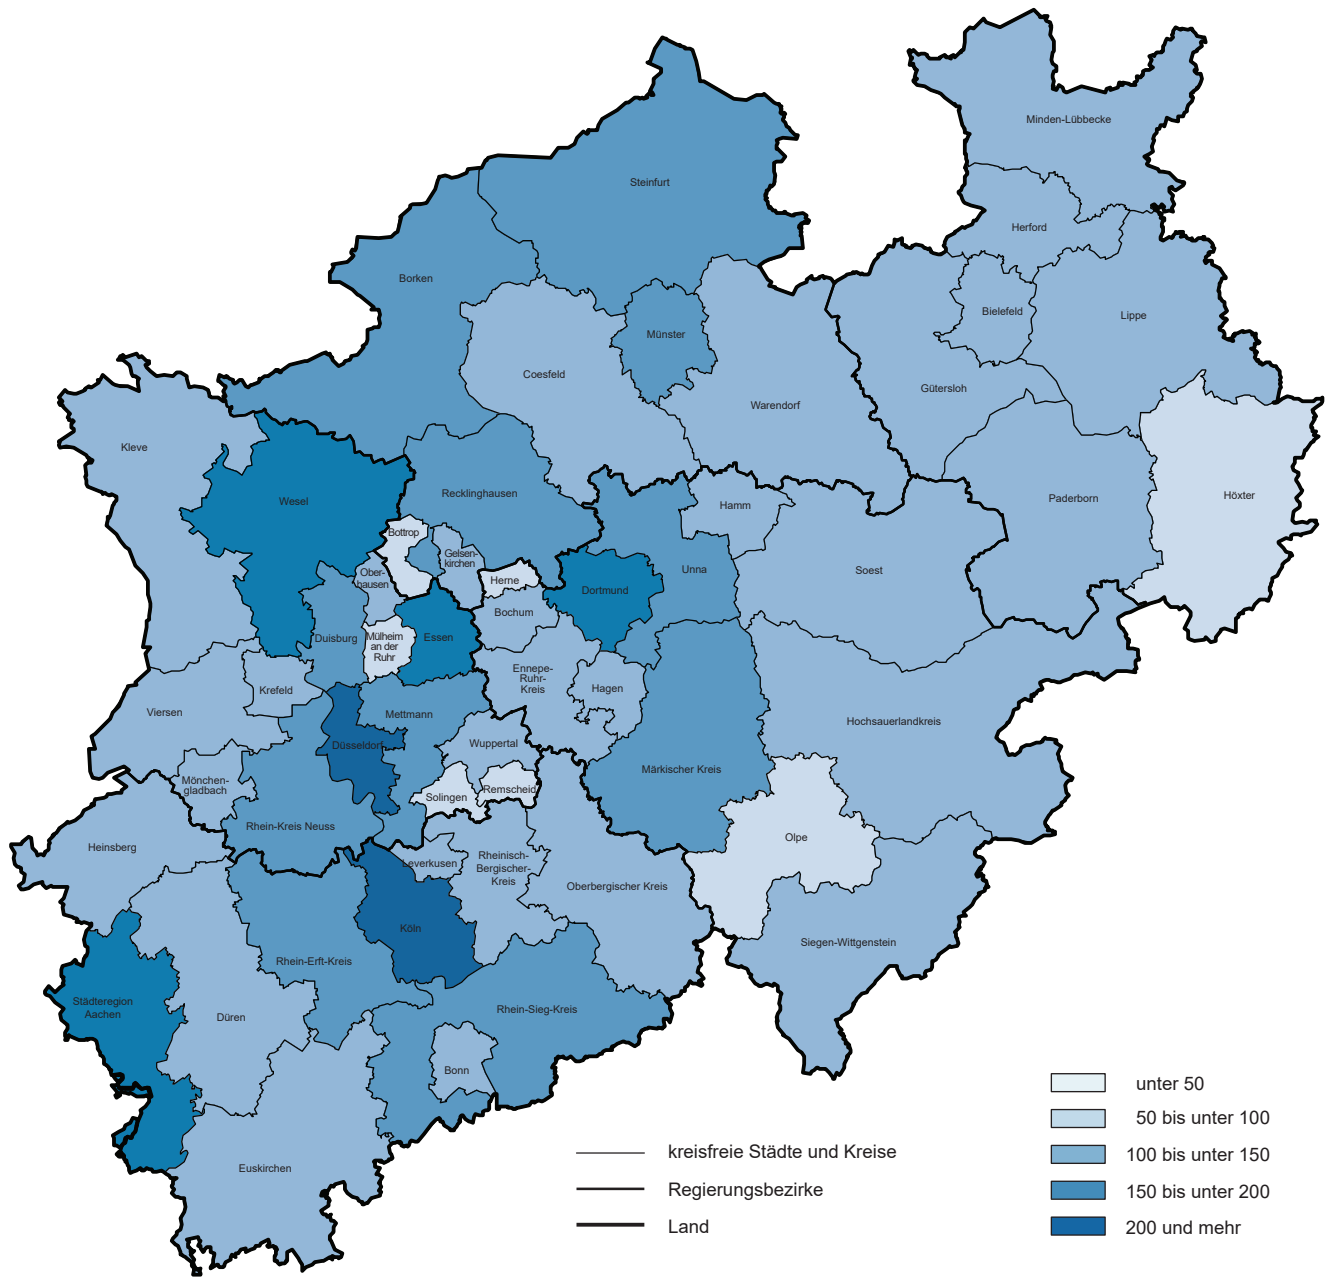 Minden-Lübbecke
Steinfurt
Herford
Borken
Bielefeld
Lippe
Münster
Coesfeld
Gütersloh
Warendorf
Kleve
Recklinghausen
Höxter
Paderborn
Wesel
Hamm
Bottrop
Gelsen-
kirchen
Unna
Soest
Ober-
hausen
Herne
Dortmund
Bochum
Duisburg
Mülheim
an der
Ruhr
Essen
Ennepe-
Ruhr-
Kreis
Hagen
Krefeld
Viersen
Mettmann
Hochsauerlandkreis
Düsseldorf
Wuppertal
Märkischer Kreis
Mönchen-
gladbach
Solingen
Remscheid
Rhein-Kreis Neuss
Olpe
Heinsberg
Leverkusen
Rheinisch-
Bergischer-
Kreis
Oberbergischer Kreis
Köln
Siegen-Wittgenstein
Rhein-Erft-Kreis
Städteregion
Aachen
Düren
Rhein-Sieg-Kreis
Bonn
Euskirchen
kreisfreie Städte und Kreise
Regierungsbezirke
Land
unter 50
50 bis unter 100
100 bis unter 150
150 bis unter 200
200 und mehr